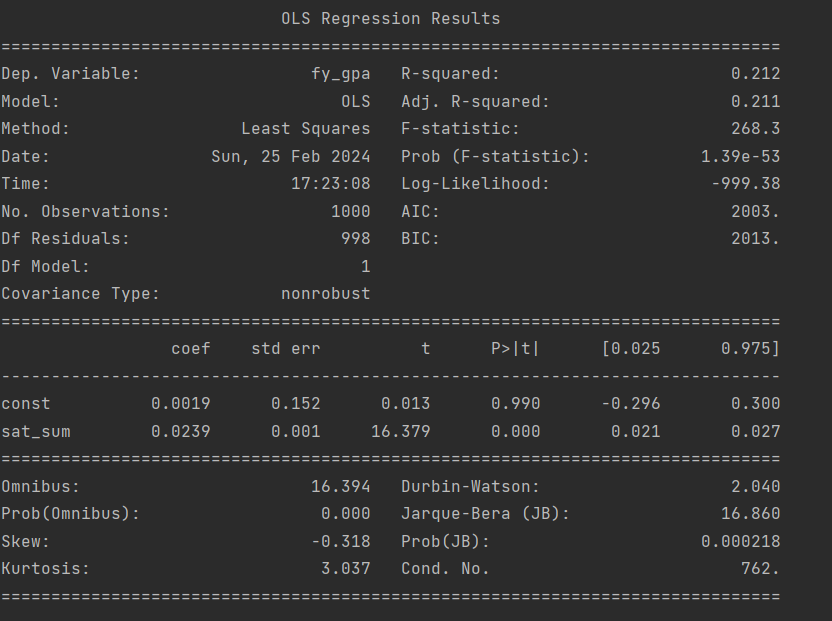 OLS Regression Results
==============================================================================
Dep. Variable:                 fy_gpa   R-squared:                       0.212
Model:                            OLS   Adj. R-squared:                  0.211
Method:                 Least Squares   F-statistic:                     268.3
Date:                Sun, 25 Feb 2024   Prob (F-statistic):           1.39e-53
Time:                        17:23:08   Log-Likelihood:                -999.38
No. Observations:                1000   AIC:                             2003.
Df Residuals:                     998   BIC:                             2013.
Df Model:                           1
Covariance Type:            nonrobust
==============================================================================
                 coef    std err          t      P>|t|      [0.025      0.975]
------------------------------------------------------------------------------
const          0.0019      0.152      0.013      0.990      -0.296       0.300
sat_sum        0.0239      0.001     16.379      0.000       0.021       0.027
==============================================================================
Omnibus:                       16.394   Durbin-Watson:                   2.040
Prob(Omnibus):                  0.000   Jarque-Bera (JB):               16.860
Skew:                          -0.318   Prob(JB):                     0.000218
Kurtosis:                       3.037   Cond. No.                         762.
==============================================================================